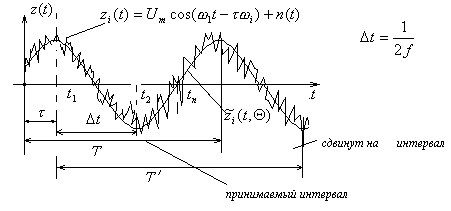 z(t)
z_i(t) = U_m cos(ω_1 t − τω_i) + n(t)
Δt = 1/(2f)
t_1
t_2
t_n
t
τ
Δt
z̃_i(t, Θ)
T
сдвинут на интервал
T'
принимаемый интервал